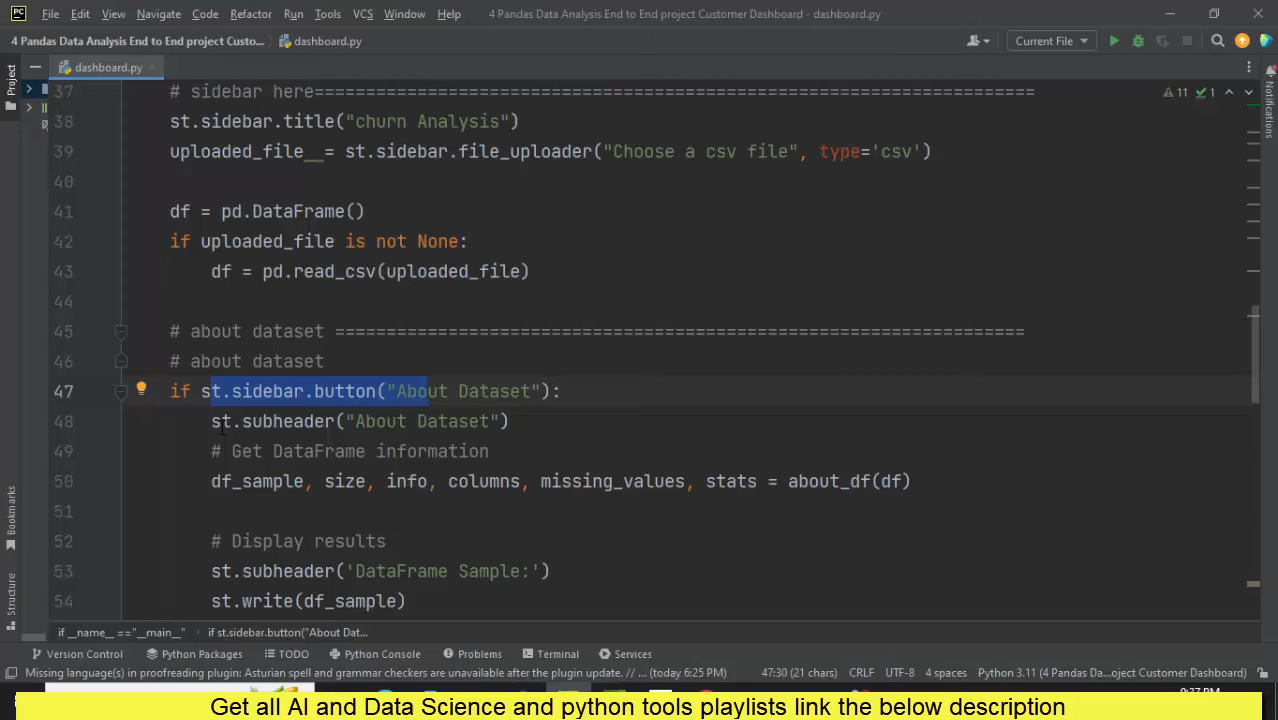 File Edit View Navigate Code Refactor Run Tools VCS Window Help 4 Pandas Data Analysis End to End project Customer Dashboard - dashboard.py
4 Pandas Data Analysis End to End project Custo... dashboard.py Current File
Project dashboard.py
37 # sidebar here======================================================================
38 st.sidebar.title("churn Analysis")
39 uploaded_file = st.sidebar.file_uploader("Choose a csv file", type='csv')
40
41 df = pd.DataFrame()
42 if uploaded_file is not None:
43 df = pd.read_csv(uploaded_file)
44
45 # about dataset ===================================================================
46 # about dataset
47 if st.sidebar.button("About Dataset"):
48 st.subheader("About Dataset")
49 # Get DataFrame information
50 df_sample, size, info, columns, missing_values, stats = about_df(df)
51
52 # Display results
53 st.subheader('DataFrame Sample:')
54 st.write(df_sample)
11 1
Notifications
Bookmarks
Structure
if __name__ =="__main__" if st.sidebar.button("About Dat...
Version Control Python Packages TODO Python Console Problems Terminal Services
Missing language(s) in proofreading plugin: Asturian spell and grammar checkers are unavailable after the plugin update. // ... (today 6:25 PM) 47:30 (21 chars) CRLF UTF-8 4 spaces Python 3.11 (4 Pandas Dat...oject Customer Dashboard)
Get all AI and Data Science and python tools playlists link the below description